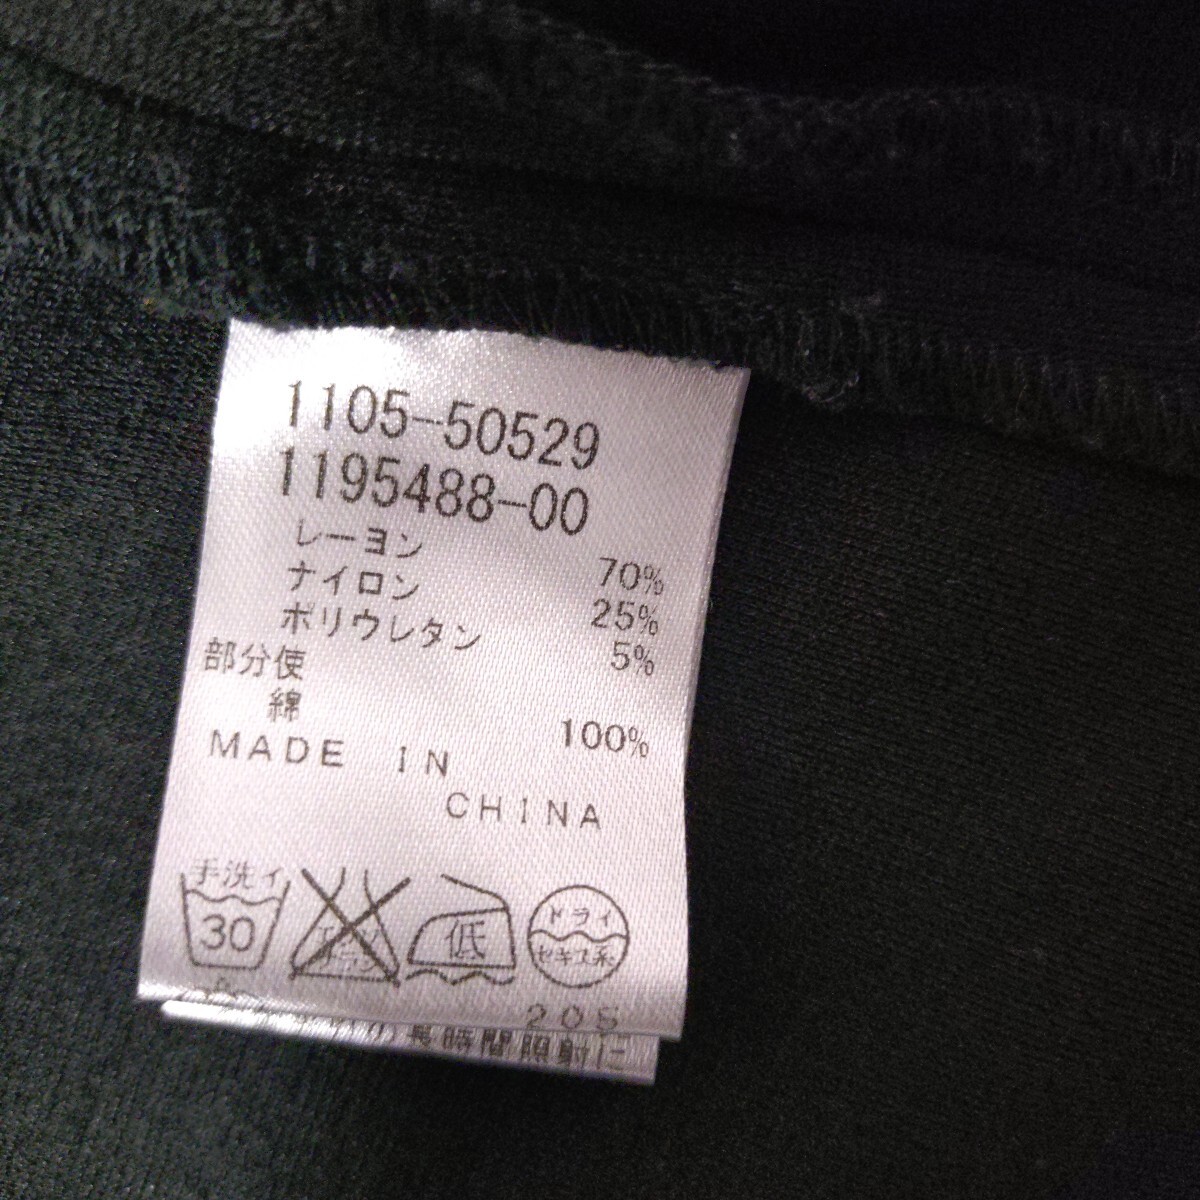 1105-50529
1195488-00
レーヨン 70%
ナイロン 25%
ポリウレタン 5%
部分使
綿 100%
MADE IN
CHINA
手洗イ
30
低
ドライ
セキユ系
205
の長時間照射に